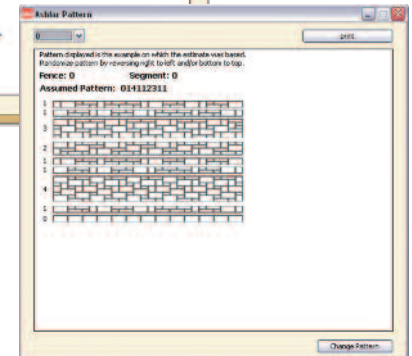 Ashlar Pattern
0
print
Pattern displayed is the example on which the estimate was based.
Randomize pattern by reversing right to left and/or bottom to top.
Fence: 0 Segment: 0
Assumed Pattern: 014112311
1
1
3
2
1
1
4
1
0
Change Pattern